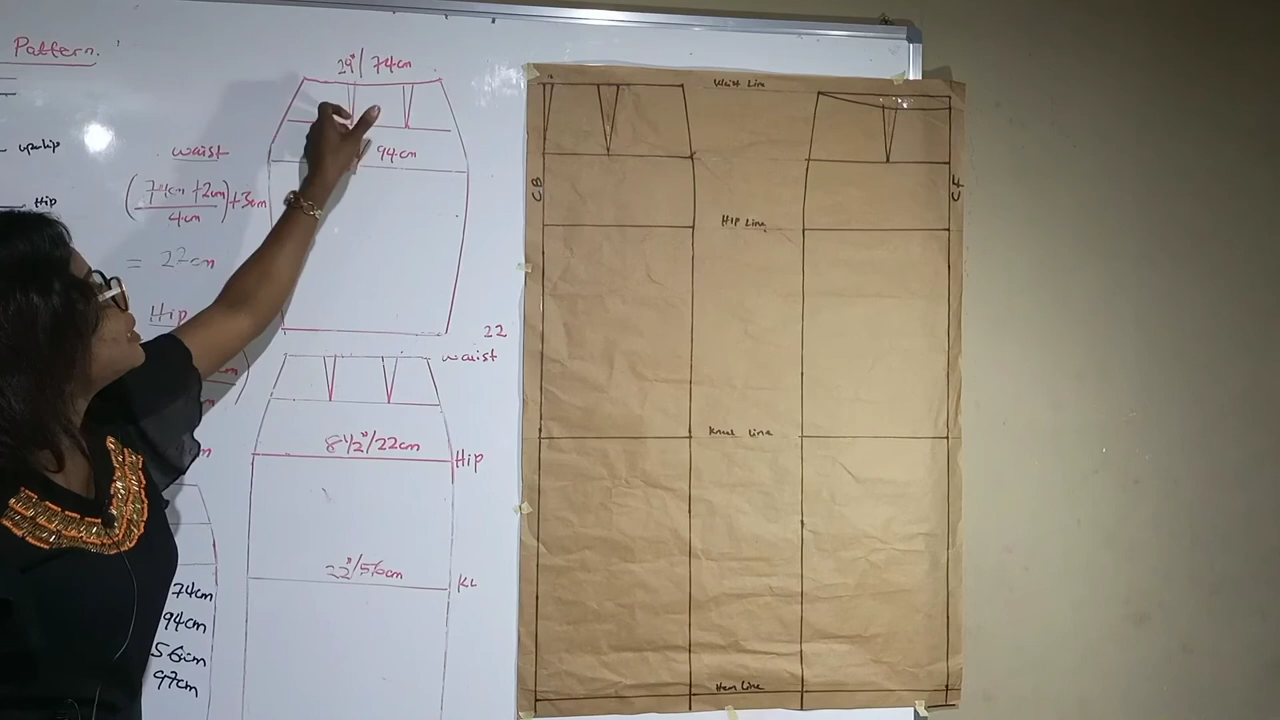 Pattern.
29"/74cm
upship
waist
94cm
(74cm +2cm)+3cm
4cm
Hip
= 22cm
Hip
22
waist
8½"/22cm
Hip
22"/56cm
KL
74cm
94cm
56cm
97cm
Waist Line
CB
CF
Hip Line
Knee Line
Hem Line